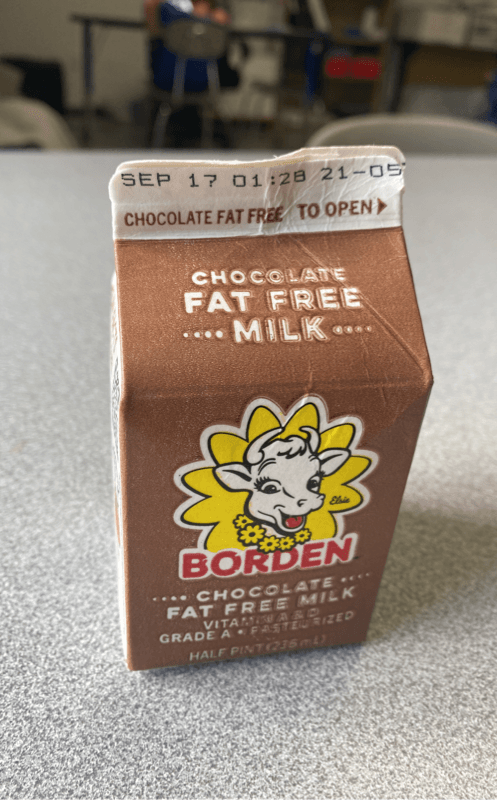 SEP 17 01:28 21-05
CHOCOLATE FAT FREE TO OPEN
CHOCOLATE
FAT FREE
MILK
Elsie
BORDEN
CHOCOLATE
FAT FREE MILK
VITAMIN A & D
GRADE A • PASTEURIZED
HALF PINT (236 mL)